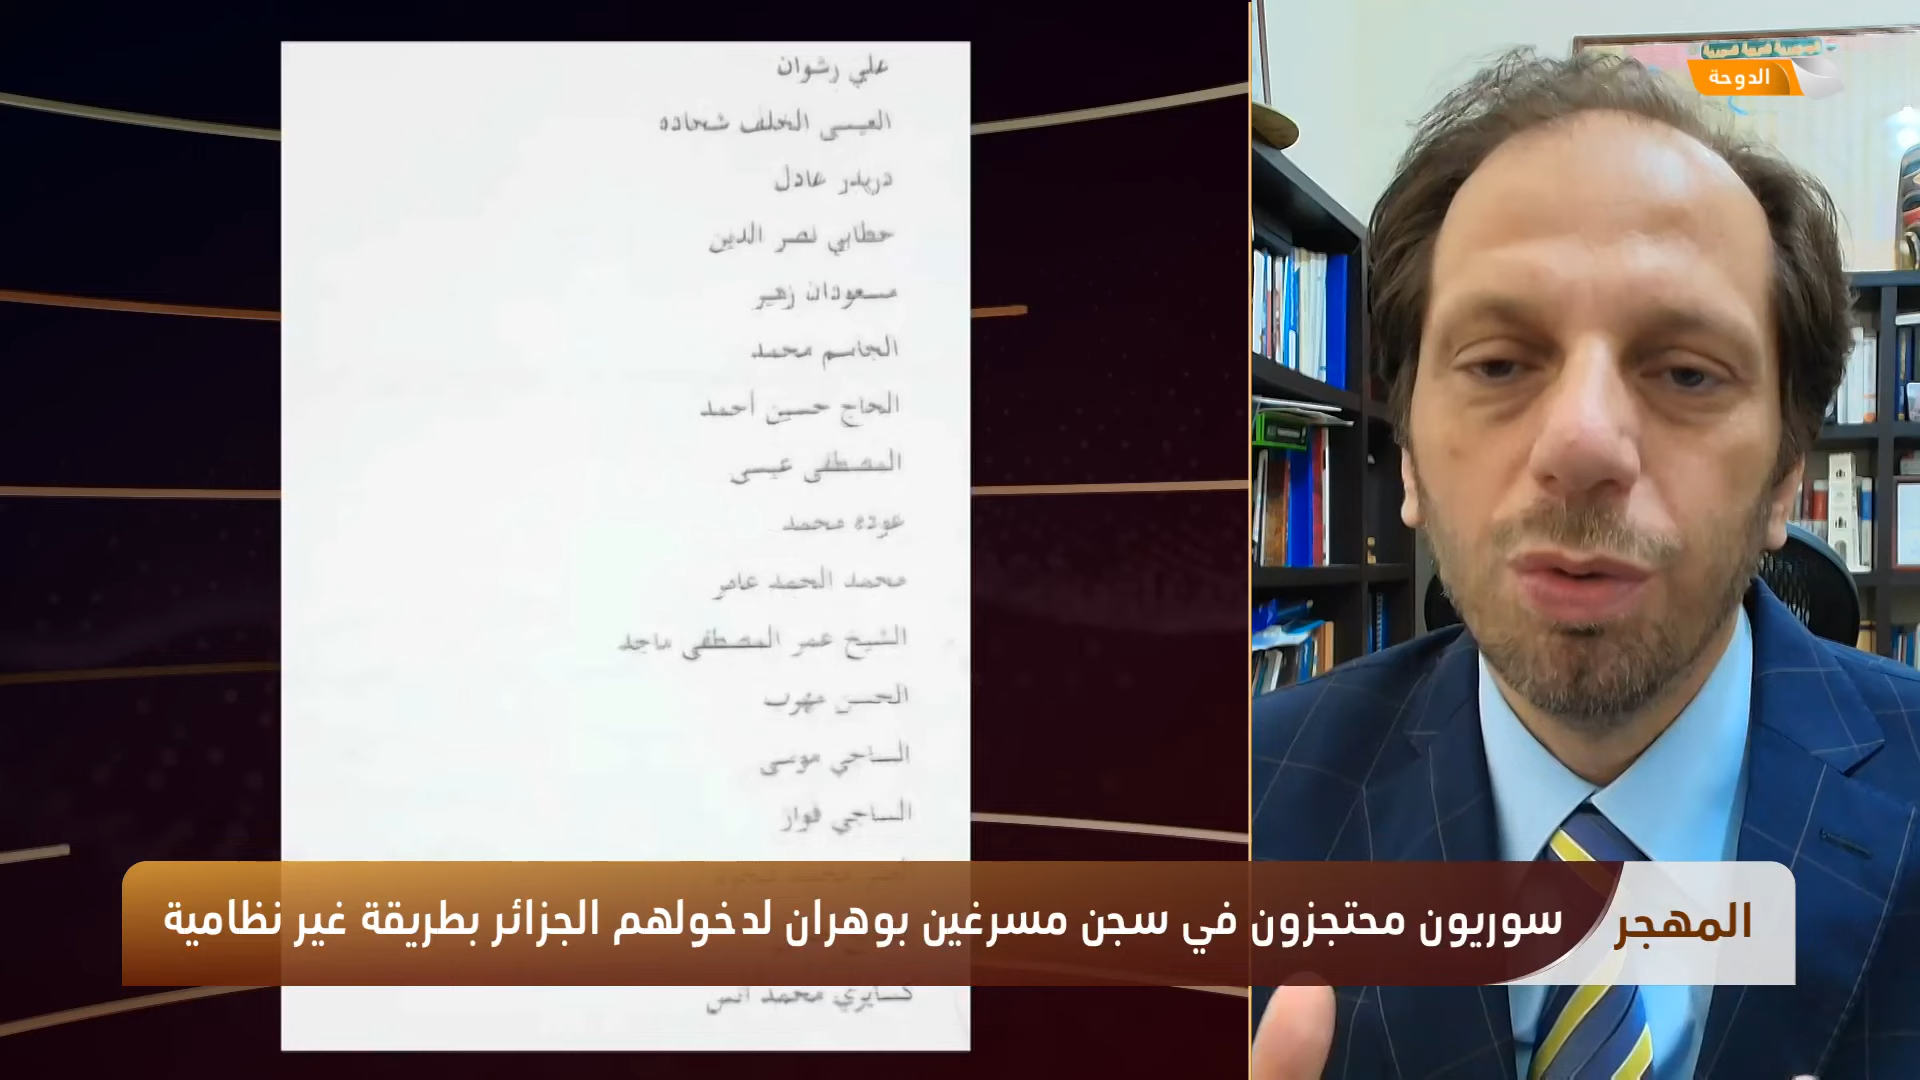 علي رشوان
العيسى الخلف شحاده
دريدر عادل
حطابي نصر الدين
مسعودان زهير
الجاسم محمد
الحاج حسين أحمد
المصطفى عيسى
عوده محمد
محمد الحمد عامر
الشيخ عمر المصطفى ماجد
الحسن مهرب
الساجي موسى
الساجي فواز
كسايري محمد أنس
الدوحة
المهجر
سوريون محتجزون في سجن مسرغين بوهران لدخولهم الجزائر بطريقة غير نظامية